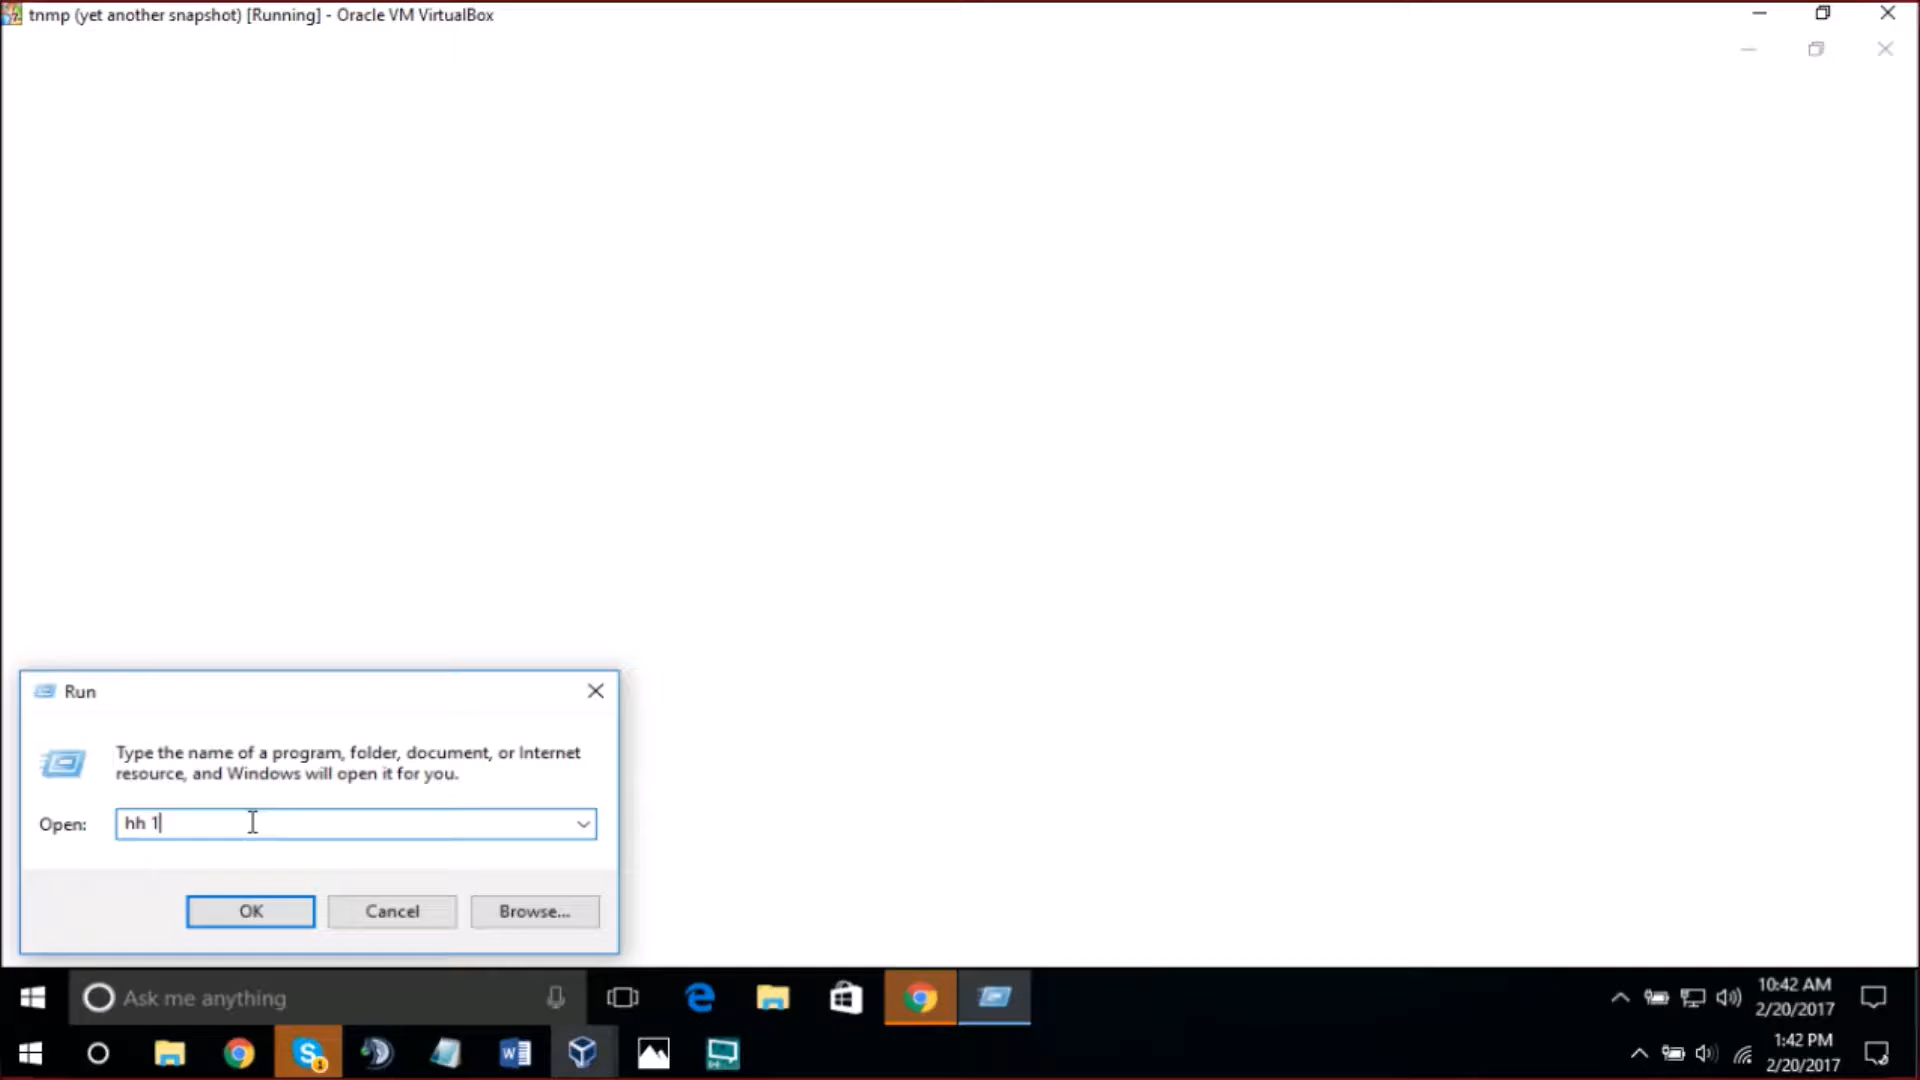 tnmp (yet another snapshot) [Running] - Oracle VM VirtualBox
Run
Type the name of a program, folder, document, or Internet
resource, and Windows will open it for you.
Open:
hh 1
OK
Cancel
Browse...
Ask me anything
10:42 AM
2/20/2017
S
1
W
1:42 PM
2/20/2017